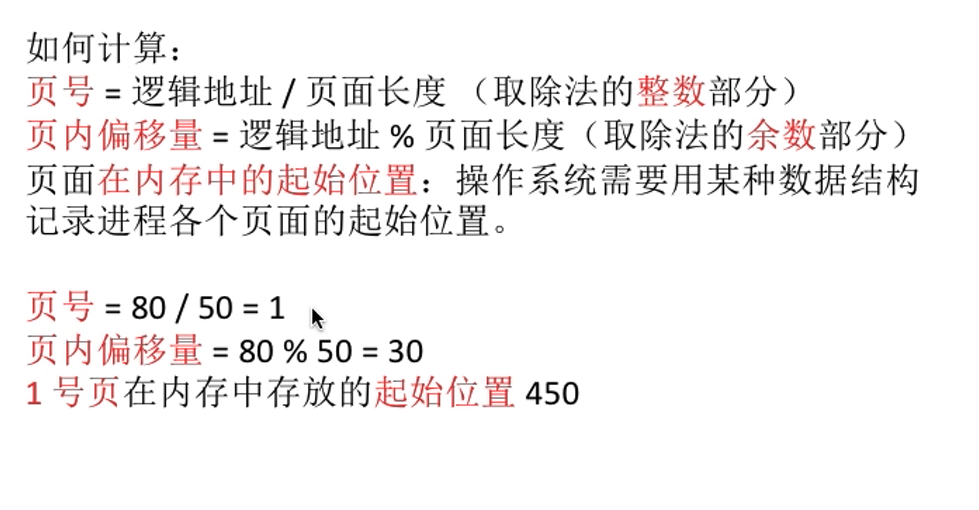 如何计算：
页号 = 逻辑地址 / 页面长度 （取除法的整数部分）
页内偏移量 = 逻辑地址 % 页面长度（取除法的余数部分）
页面在内存中的起始位置：操作系统需要用某种数据结构
记录进程各个页面的起始位置。
页号 = 80 / 50 = 1
页内偏移量 = 80 % 50 = 30
1 号页在内存中存放的起始位置 450